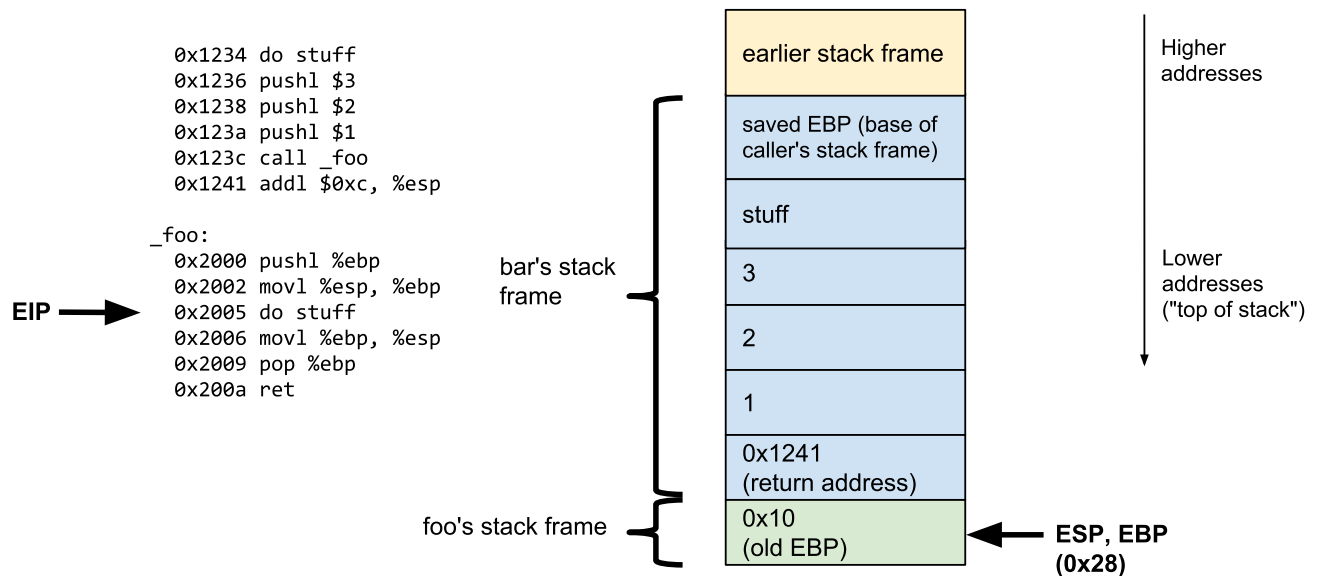 0x1234 do stuff
0x1236 pushl $3
0x1238 pushl $2
0x123a pushl $1
0x123c call _foo
0x1241 addl $0xc, %esp
_foo:
0x2000 pushl %ebp
0x2002 movl %esp, %ebp
0x2005 do stuff
0x2006 movl %ebp, %esp
0x2009 pop %ebp
0x200a ret
EIP
bar's stack
frame
foo's stack frame
earlier stack frame
saved EBP (base of
caller's stack frame)
stuff
3
2
1
0x1241
(return address)
0x10
(old EBP)
ESP, EBP
(0x28)
Higher
addresses
Lower
addresses
("top of stack")